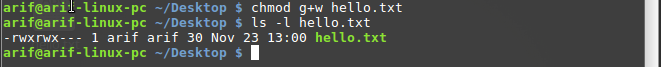 arif@arif-linux-pc ~/Desktop $ chmod g+w hello.txt
arif@arif-linux-pc ~/Desktop $ ls -l hello.txt
-rwxrwx--- 1 arif arif 30 Nov 23 13:00 hello.txt
arif@arif-linux-pc ~/Desktop $